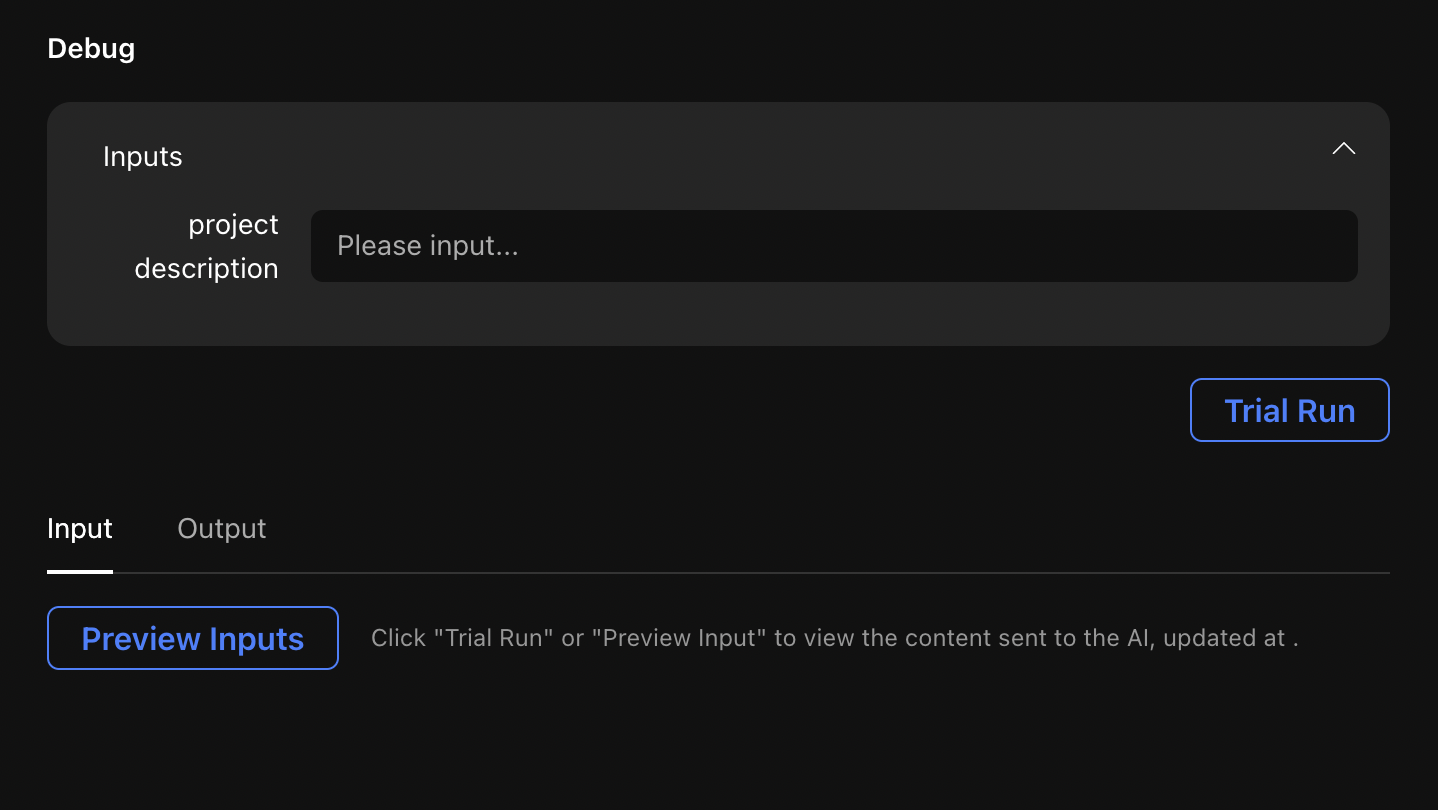 Debug
Inputs
project
description
Please input...
Trial Run
Input
Output
Preview Inputs
Click "Trial Run" or "Preview Input" to view the content sent to the AI, updated at .